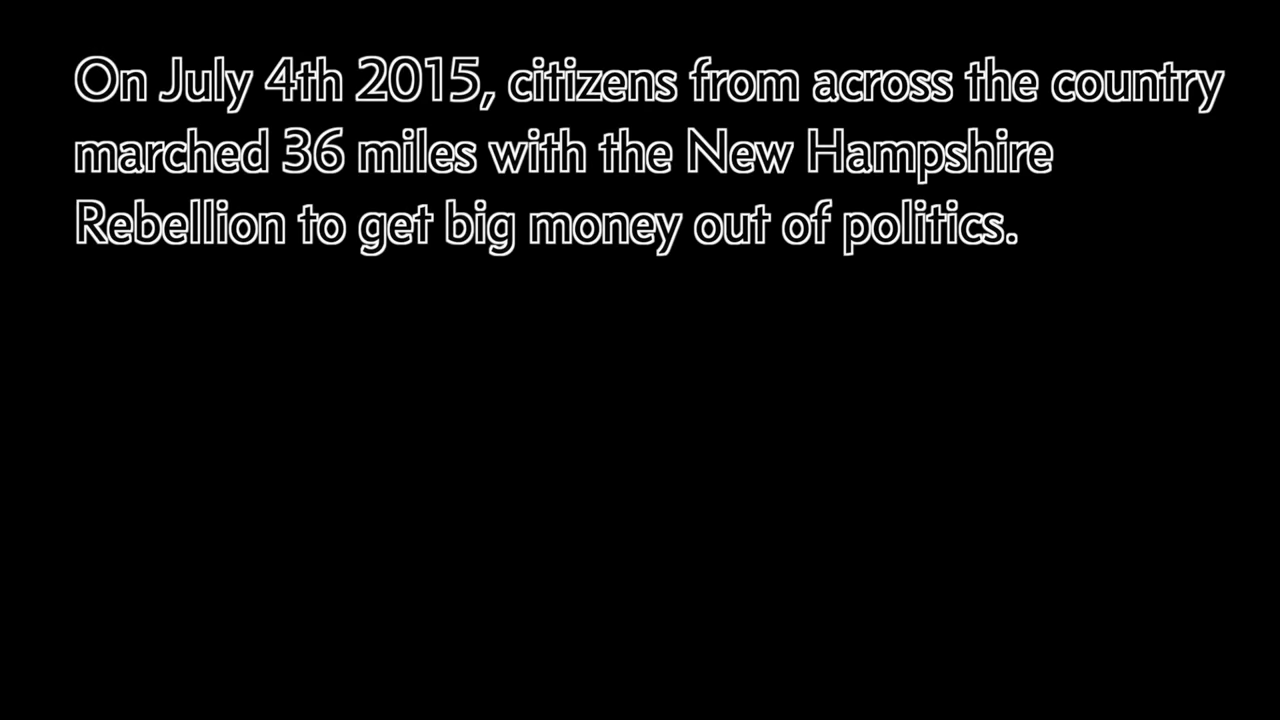 On July 4th 2015, citizens from across the country
marched 36 miles with the New Hampshire
Rebellion to get big money out of politics.